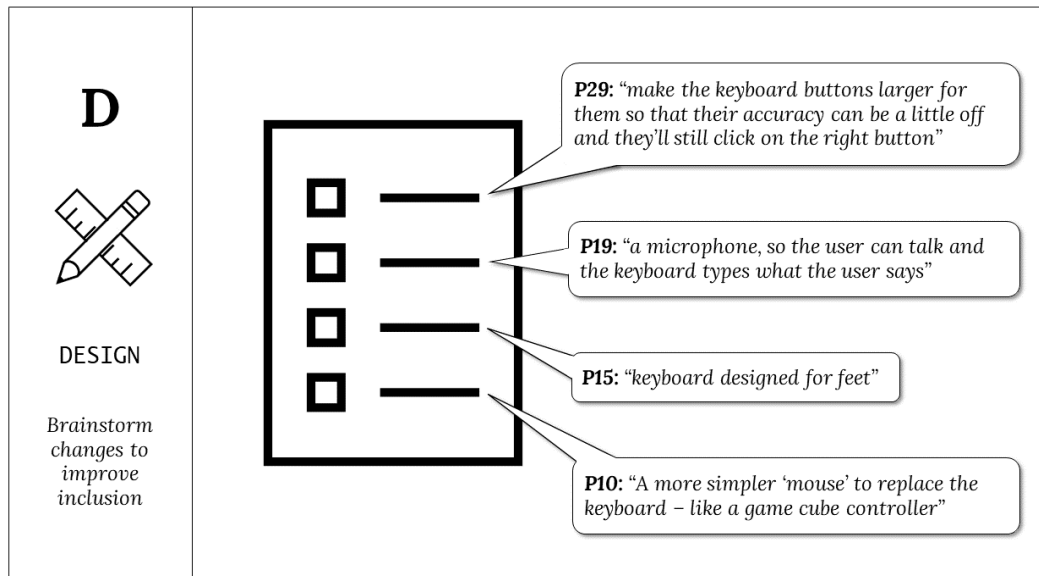 D
DESIGN
Brainstorm
changes to
improve
inclusion
P29: “make the keyboard buttons larger for
them so that their accuracy can be a little off
and they’ll still click on the right button”
P19: “a microphone, so the user can talk and
the keyboard types what the user says”
P15: “keyboard designed for feet”
P10: “A more simpler ‘mouse’ to replace the
keyboard – like a game cube controller”